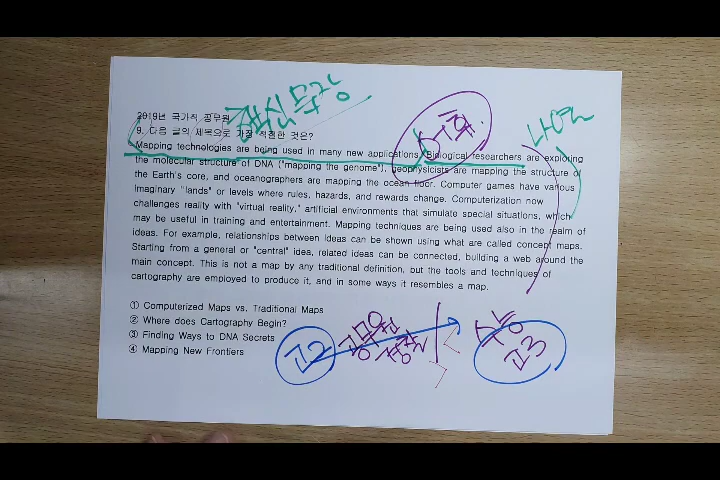 핵심문장
어휘
나열
2019년 국가직 공무원
9. 다음 글의 제목으로 가장 적절한 것은?
Mapping technologies are being used in many new applications. Biological researchers are exploring
the molecular structure of DNA ("mapping the genome"), geophysicists are mapping the structure of
the Earth's core, and oceanographers are mapping the ocean floor. Computer games have various
imaginary "lands" or levels where rules, hazards, and rewards change. Computerization now
challenges reality with "virtual reality," artificial environments that simulate special situations, which
may be useful in training and entertainment. Mapping techniques are being used also in the realm of
ideas. For example, relationships between ideas can be shown using what are called concept maps.
Starting from a general or "central" idea, related ideas can be connected, building a web around the
main concept. This is not a map by any traditional definition, but the tools and techniques of
cartography are employed to produce it, and in some ways it resembles a map.
① Computerized Maps vs. Traditional Maps
② Where does Cartography Begin?
③ Finding Ways to DNA Secrets
④ Mapping New Frontiers
고2
공무원
경찰
수능
고3